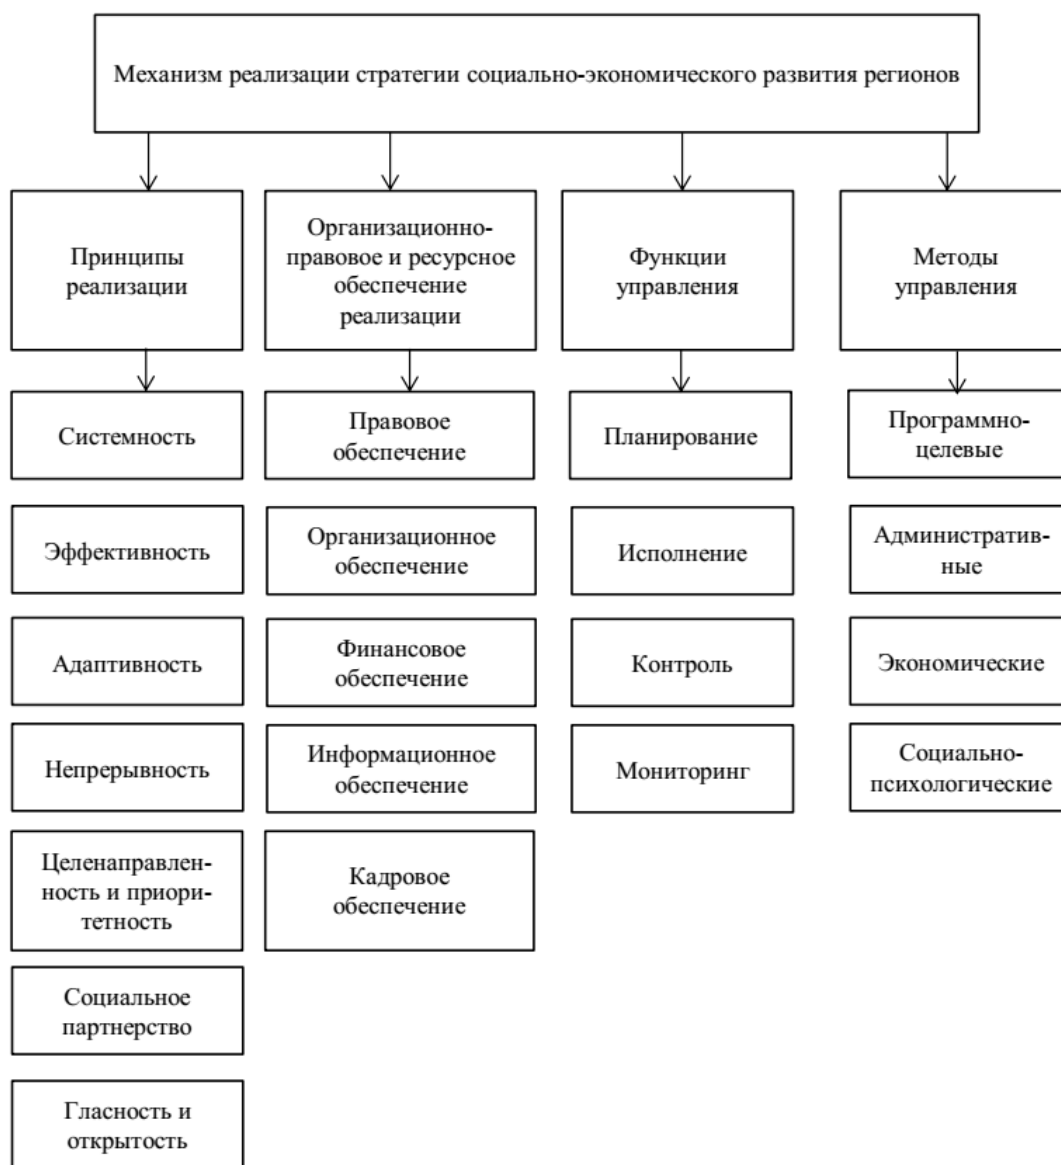 Механизм реализации стратегии социально-экономического развития регионов
Принципы
реализации
Организационно-
правовое и ресурсное
обеспечение
реализации
Функции
управления
Методы
управления
Системность
Правовое
обеспечение
Планирование
Программно-
целевые
Эффективность
Организационное
обеспечение
Исполнение
Административ-
ные
Адаптивность
Финансовое
обеспечение
Контроль
Экономические
Непрерывность
Информационное
обеспечение
Мониторинг
Социально-
психологические
Целенаправлен-
ность и приори-
тетность
Кадровое
обеспечение
Социальное
партнерство
Гласность и
открытость